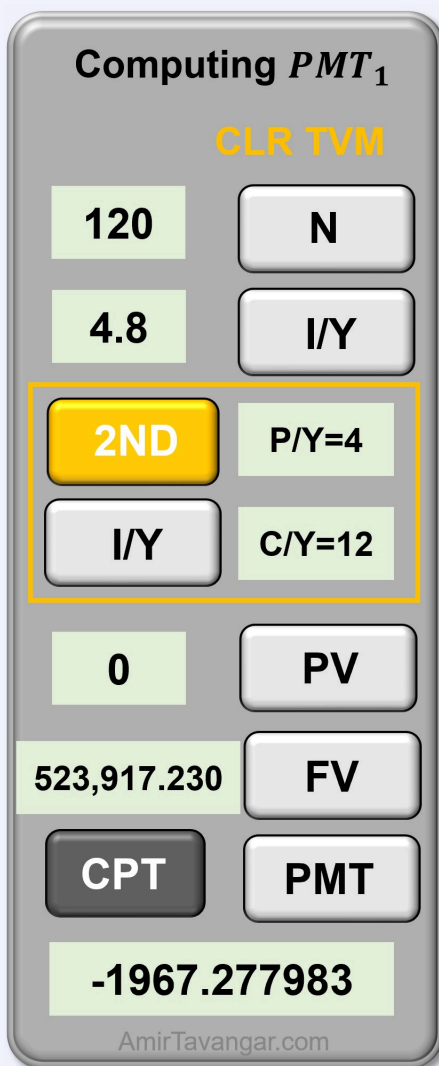 Computing PMT₁
CLR TVM
120 N
4.8 I/Y
2ND P/Y=4
I/Y C/Y=12
0 PV
523,917.230 FV
CPT PMT
-1967.277983
AmirTavangar.com